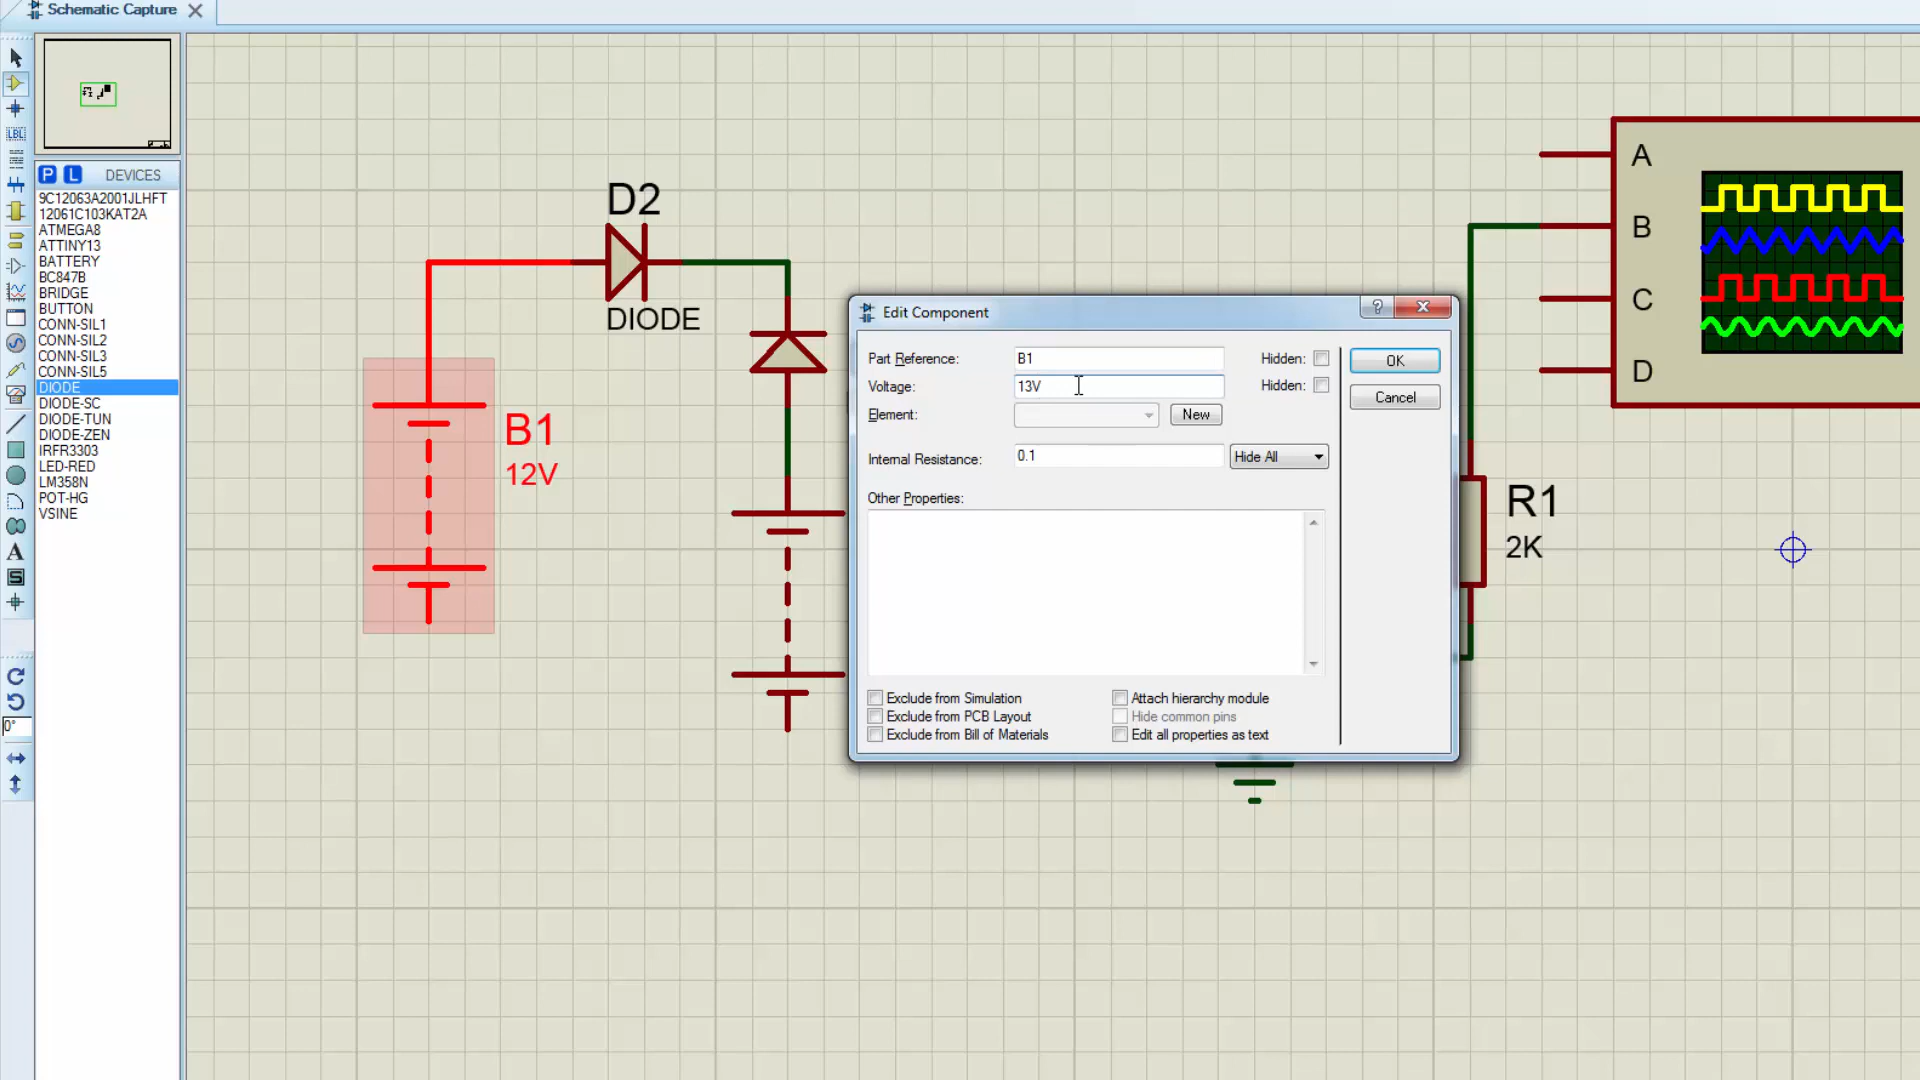 Schematic Capture
P L DEVICES
9C12063A2001JLHFT
12061C103KAT2A
ATMEGA8
ATTINY13
BATTERY
BC847B
BRIDGE
BUTTON
CONN-SIL1
CONN-SIL2
CONN-SIL3
CONN-SIL5
DIODE
DIODE-SC
DIODE-TUN
DIODE-ZEN
IRFR3303
LED-RED
LM358N
POT-HG
VSINE
LBL
A
S
0°
D2
DIODE
B1
12V
Edit Component
Part Reference: B1 Hidden:
Voltage: 13V Hidden:
Element: New
Internal Resistance: 0.1 Hide All
Other Properties:
OK
Cancel
Exclude from Simulation
Exclude from PCB Layout
Exclude from Bill of Materials
Attach hierarchy module
Hide common pins
Edit all properties as text
R1
2K
A
B
C
D